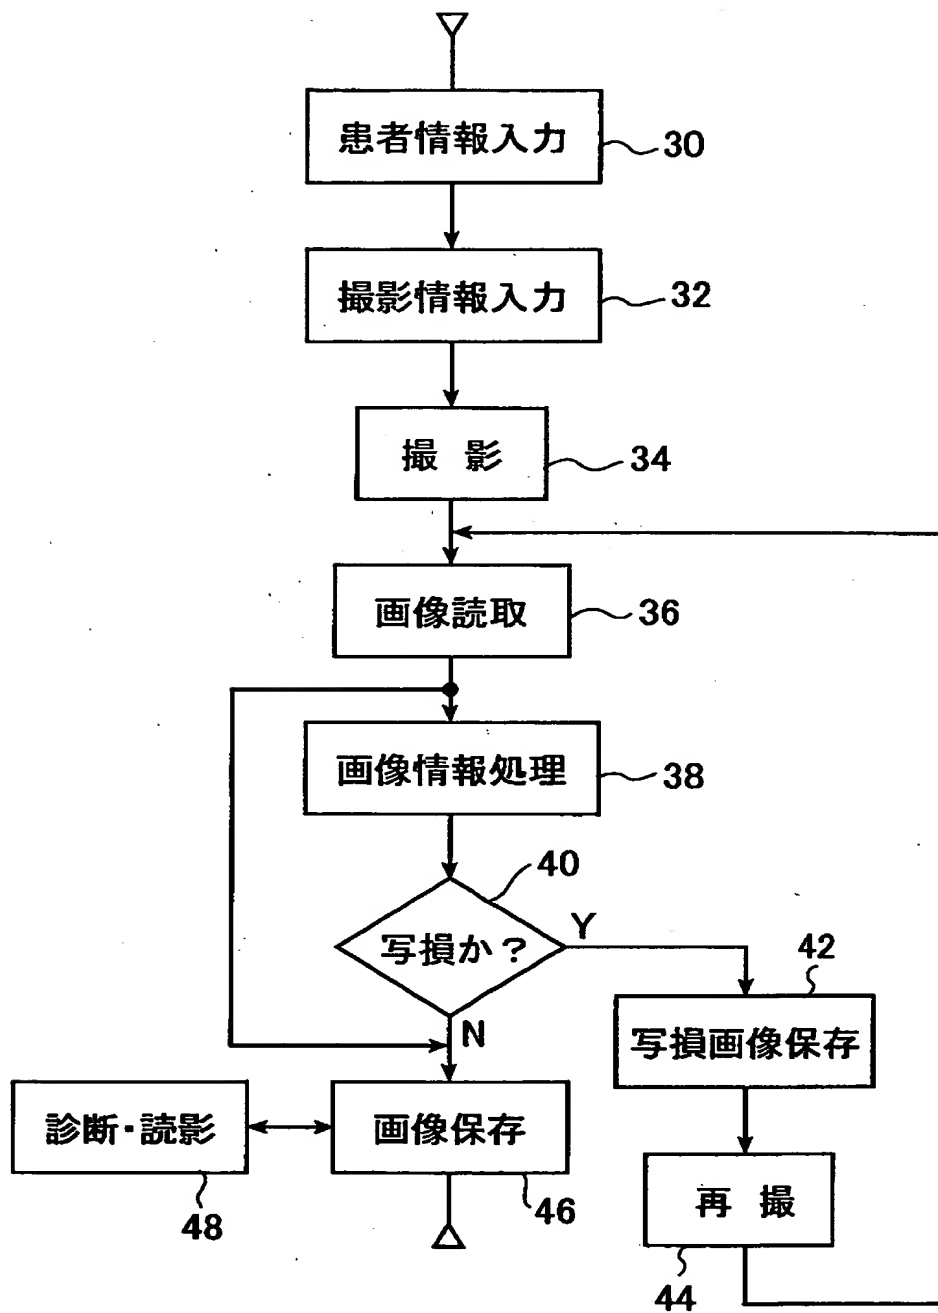 患者情報入力
30
撮影情報入力
32
撮 影
34
画像読取
36
画像情報処理
38
40
写損か?
Y
N
42
写損画像保存
診断・読影
48
画像保存
46
再 撮
44